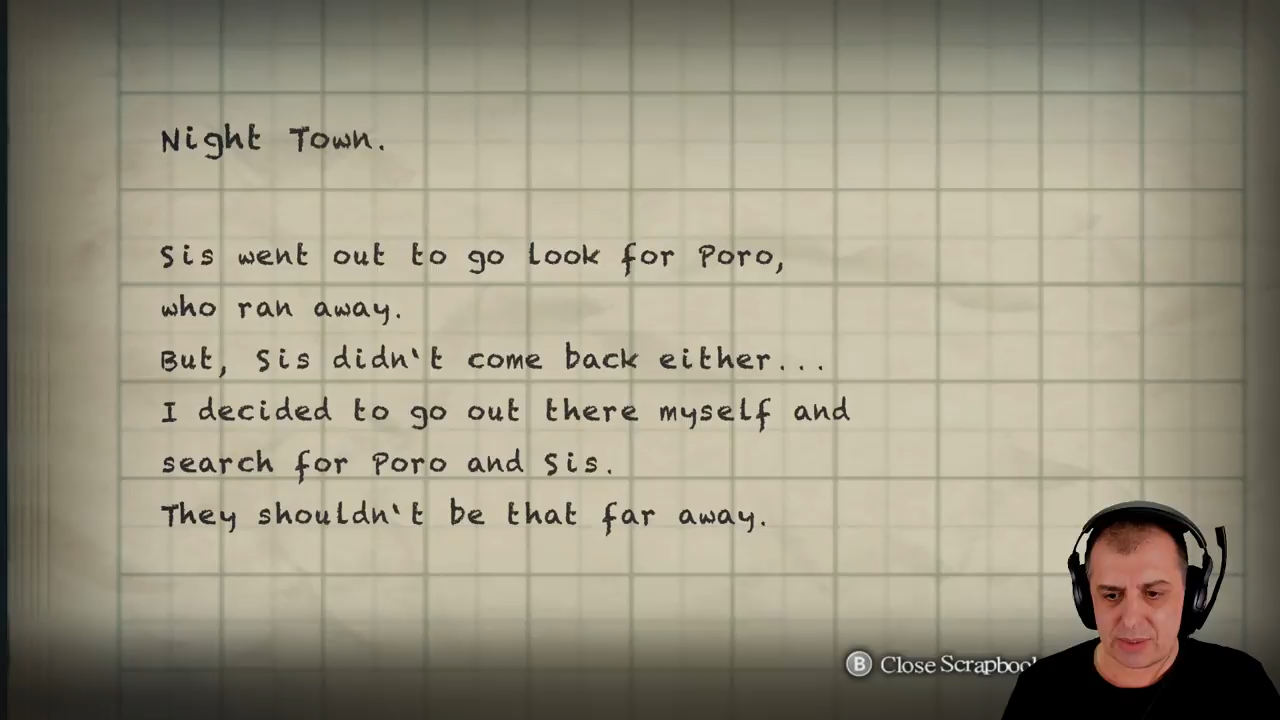 Night Town.
Sis went out to go look for Poro,
who ran away.
But, Sis didn't come back either...
I decided to go out there myself and
search for Poro and Sis.
They shouldn't be that far away.
B Close Scrapbook